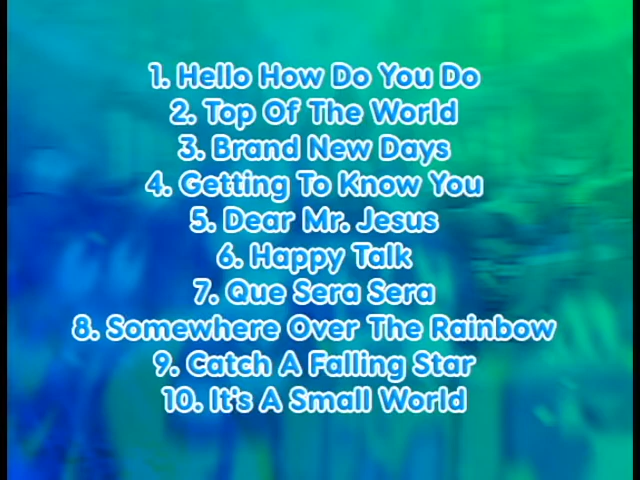 1. Hello How Do You Do
2. Top Of The World
3. Brand New Days
4. Getting To Know You
5. Dear Mr. Jesus
6. Happy Talk
7. Que Sera Sera
8. Somewhere Over The Rainbow
9. Catch A Falling Star
10. It's A Small World